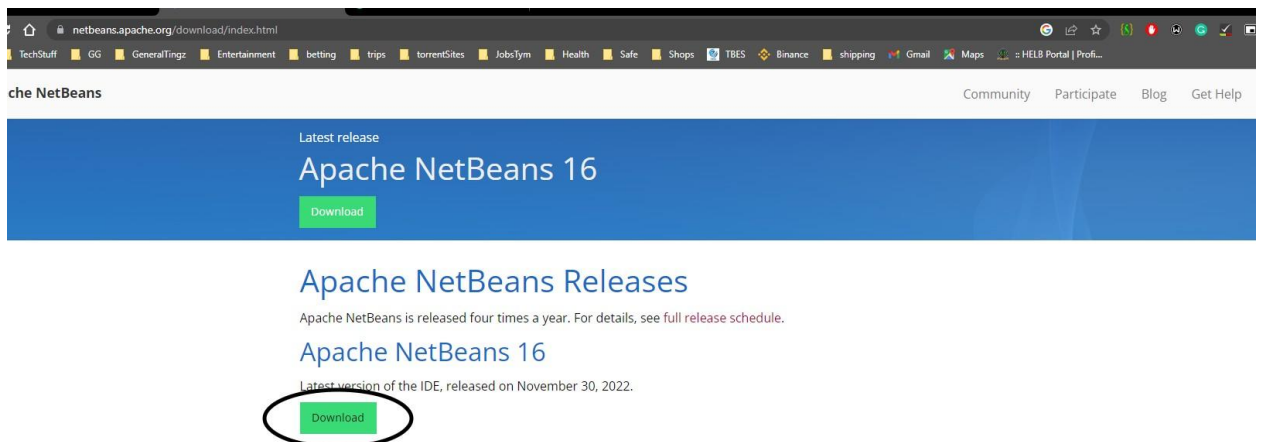 netbeans.apache.org/download/index.html
TechStuff GG GeneralTingz Entertainment betting trips torrentSites JobsTym Health Safe Shops TBES Binance shipping Gmail Maps :: HELB Portal | Profi...
che NetBeans Community Participate Blog Get Help
Latest release
Apache NetBeans 16
Download
Apache NetBeans Releases
Apache NetBeans is released four times a year. For details, see full release schedule.
Apache NetBeans 16
Latest version of the IDE, released on November 30, 2022.
Download